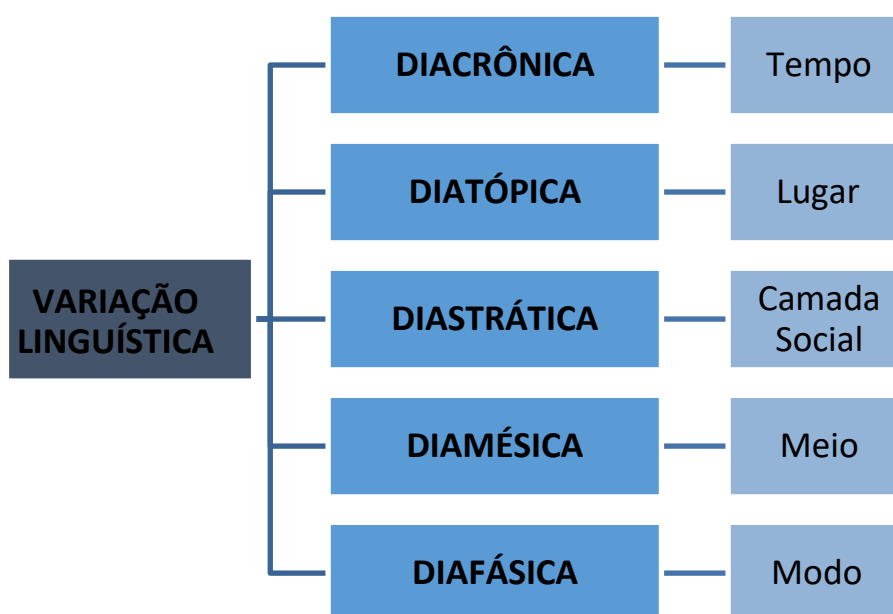 DIACRÔNICA
Tempo
DIATÓPICA
Lugar
VARIAÇÃO
LINGUÍSTICA
DIASTRÁTICA
Camada
Social
DIAMÉSICA
Meio
DIAFÁSICA
Modo